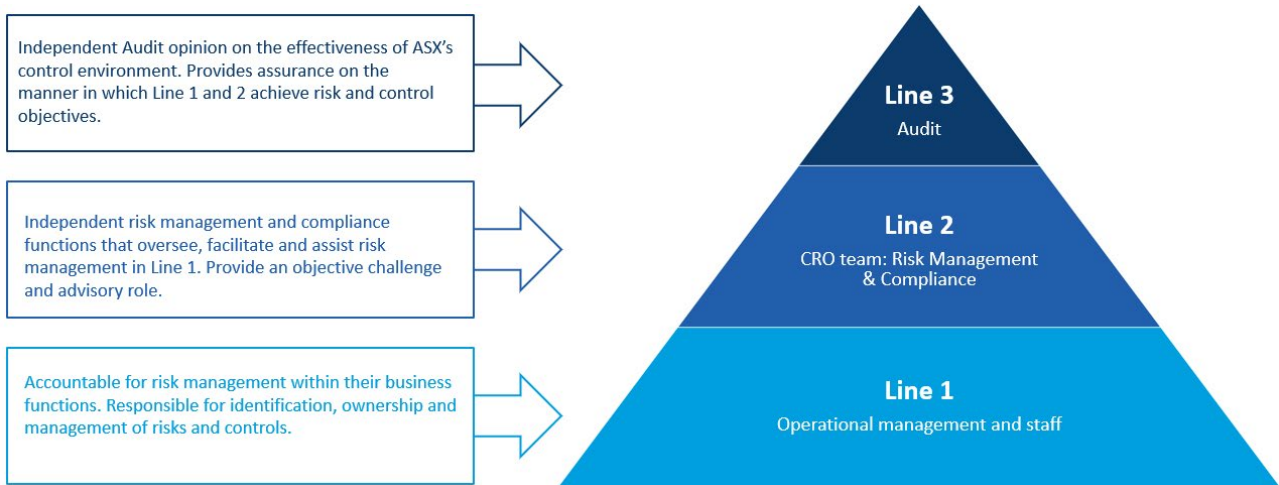 Independent Audit opinion on the effectiveness of ASX's
control environment. Provides assurance on the
manner in which Line 1 and 2 achieve risk and control
objectives.
Line 3
Audit
Independent risk management and compliance
functions that oversee, facilitate and assist risk
management in Line 1. Provide an objective challenge
and advisory role.
Line 2
CRO team: Risk Management
& Compliance
Accountable for risk management within their business
functions. Responsible for identification, ownership and
management of risks and controls.
Line 1
Operational management and staff